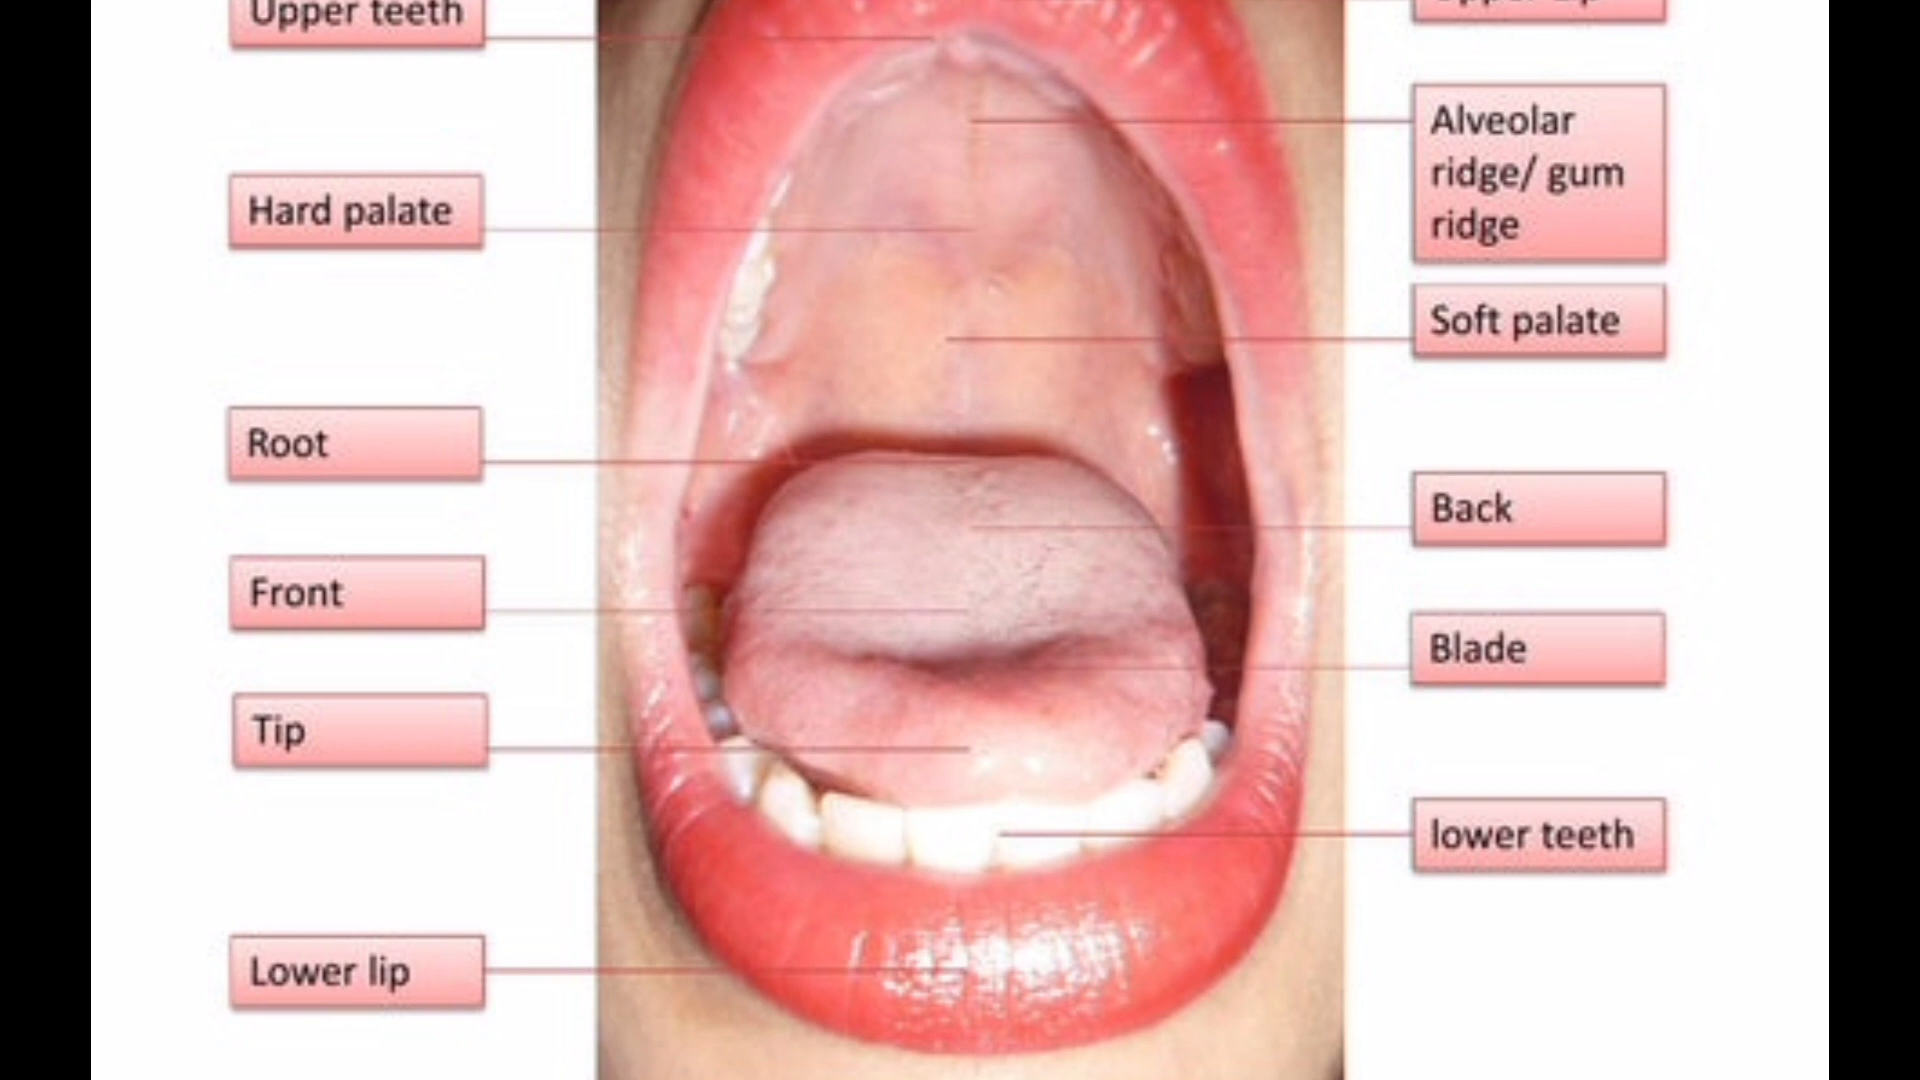 Upper teeth
Alveolar
ridge/ gum
ridge
Hard palate
Soft palate
Root
Back
Front
Blade
Tip
lower teeth
Lower lip